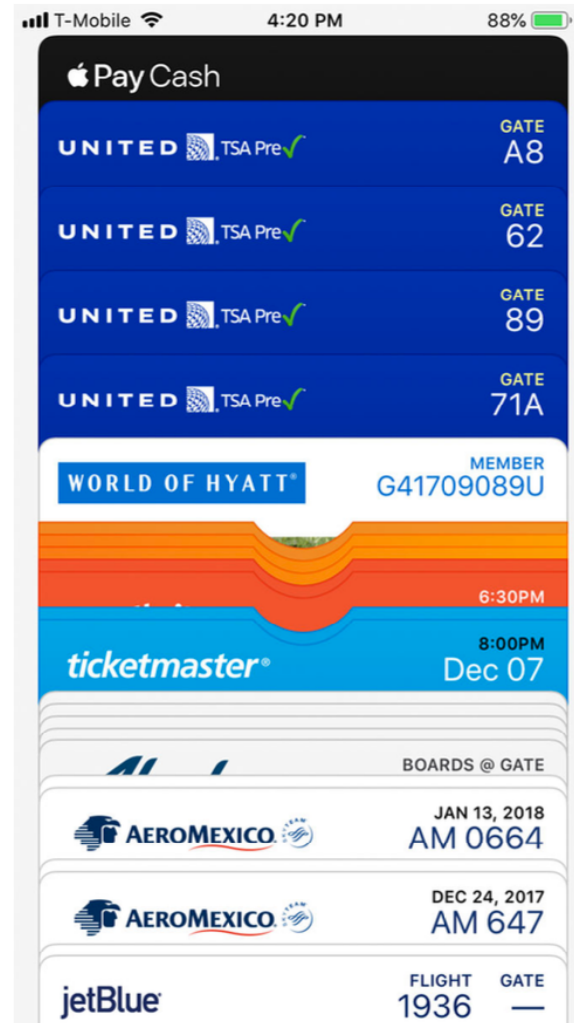 T-Mobile 4:20 PM 88%
Pay Cash
UNITED TSA Pre GATE
A8
UNITED TSA Pre GATE
62
UNITED TSA Pre GATE
89
UNITED TSA Pre GATE
71A
WORLD OF HYATT® MEMBER
G41709089U
6:30PM
8:00PM
ticketmaster® Dec 07
BOARDS @ GATE
JAN 13, 2018
AEROMEXICO. AM 0664
DEC 24, 2017
AEROMEXICO. AM 647
FLIGHT GATE
jetBlue 1936 —